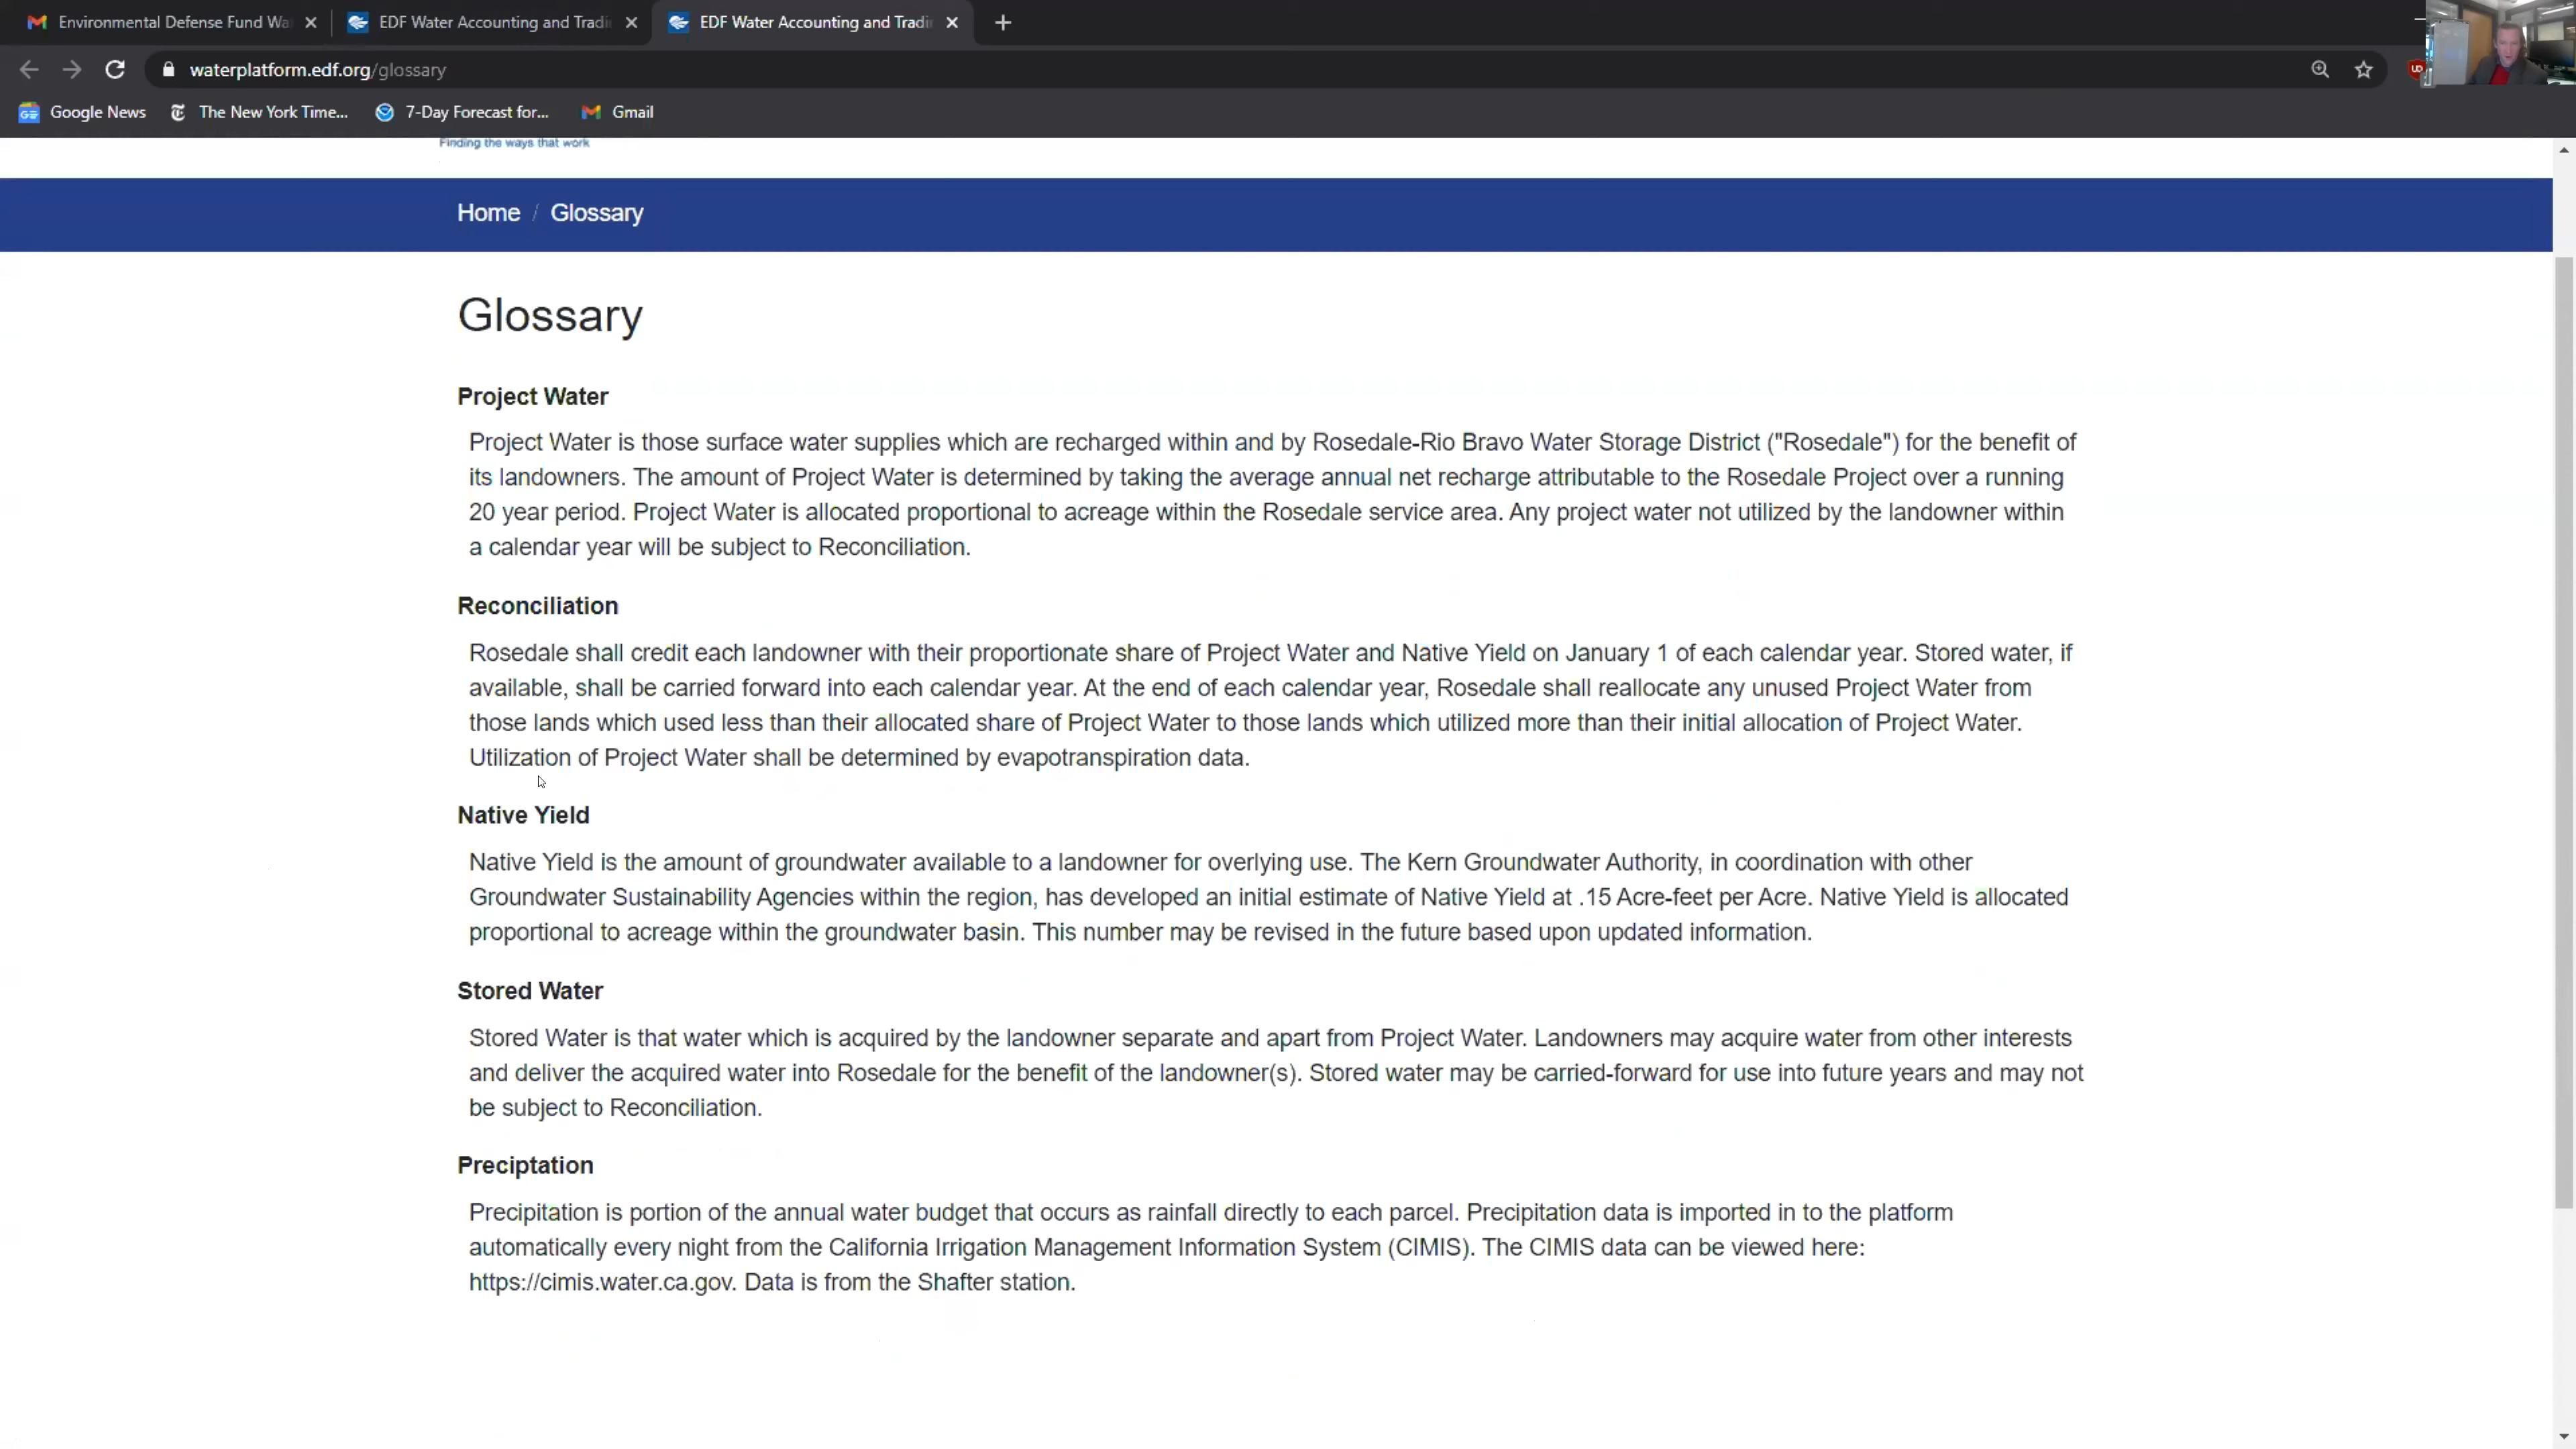 Environmental Defense Fund Wa
EDF Water Accounting and Tradi
EDF Water Accounting and Tradi
waterplatform.edf.org/glossary
Google News
The New York Time...
7-Day Forecast for...
Gmail
Finding the ways that work
Home / Glossary
Glossary
Project Water
Project Water is those surface water supplies which are recharged within and by Rosedale-Rio Bravo Water Storage District ("Rosedale") for the benefit of
its landowners. The amount of Project Water is determined by taking the average annual net recharge attributable to the Rosedale Project over a running
20 year period. Project Water is allocated proportional to acreage within the Rosedale service area. Any project water not utilized by the landowner within
a calendar year will be subject to Reconciliation.
Reconciliation
Rosedale shall credit each landowner with their proportionate share of Project Water and Native Yield on January 1 of each calendar year. Stored water, if
available, shall be carried forward into each calendar year. At the end of each calendar year, Rosedale shall reallocate any unused Project Water from
those lands which used less than their allocated share of Project Water to those lands which utilized more than their initial allocation of Project Water.
Utilization of Project Water shall be determined by evapotranspiration data.
Native Yield
Native Yield is the amount of groundwater available to a landowner for overlying use. The Kern Groundwater Authority, in coordination with other
Groundwater Sustainability Agencies within the region, has developed an initial estimate of Native Yield at .15 Acre-feet per Acre. Native Yield is allocated
proportional to acreage within the groundwater basin. This number may be revised in the future based upon updated information.
Stored Water
Stored Water is that water which is acquired by the landowner separate and apart from Project Water. Landowners may acquire water from other interests
and deliver the acquired water into Rosedale for the benefit of the landowner(s). Stored water may be carried-forward for use into future years and may not
be subject to Reconciliation.
Preciptation
Precipitation is portion of the annual water budget that occurs as rainfall directly to each parcel. Precipitation data is imported in to the platform
automatically every night from the California Irrigation Management Information System (CIMIS). The CIMIS data can be viewed here:
https://cimis.water.ca.gov. Data is from the Shafter station.